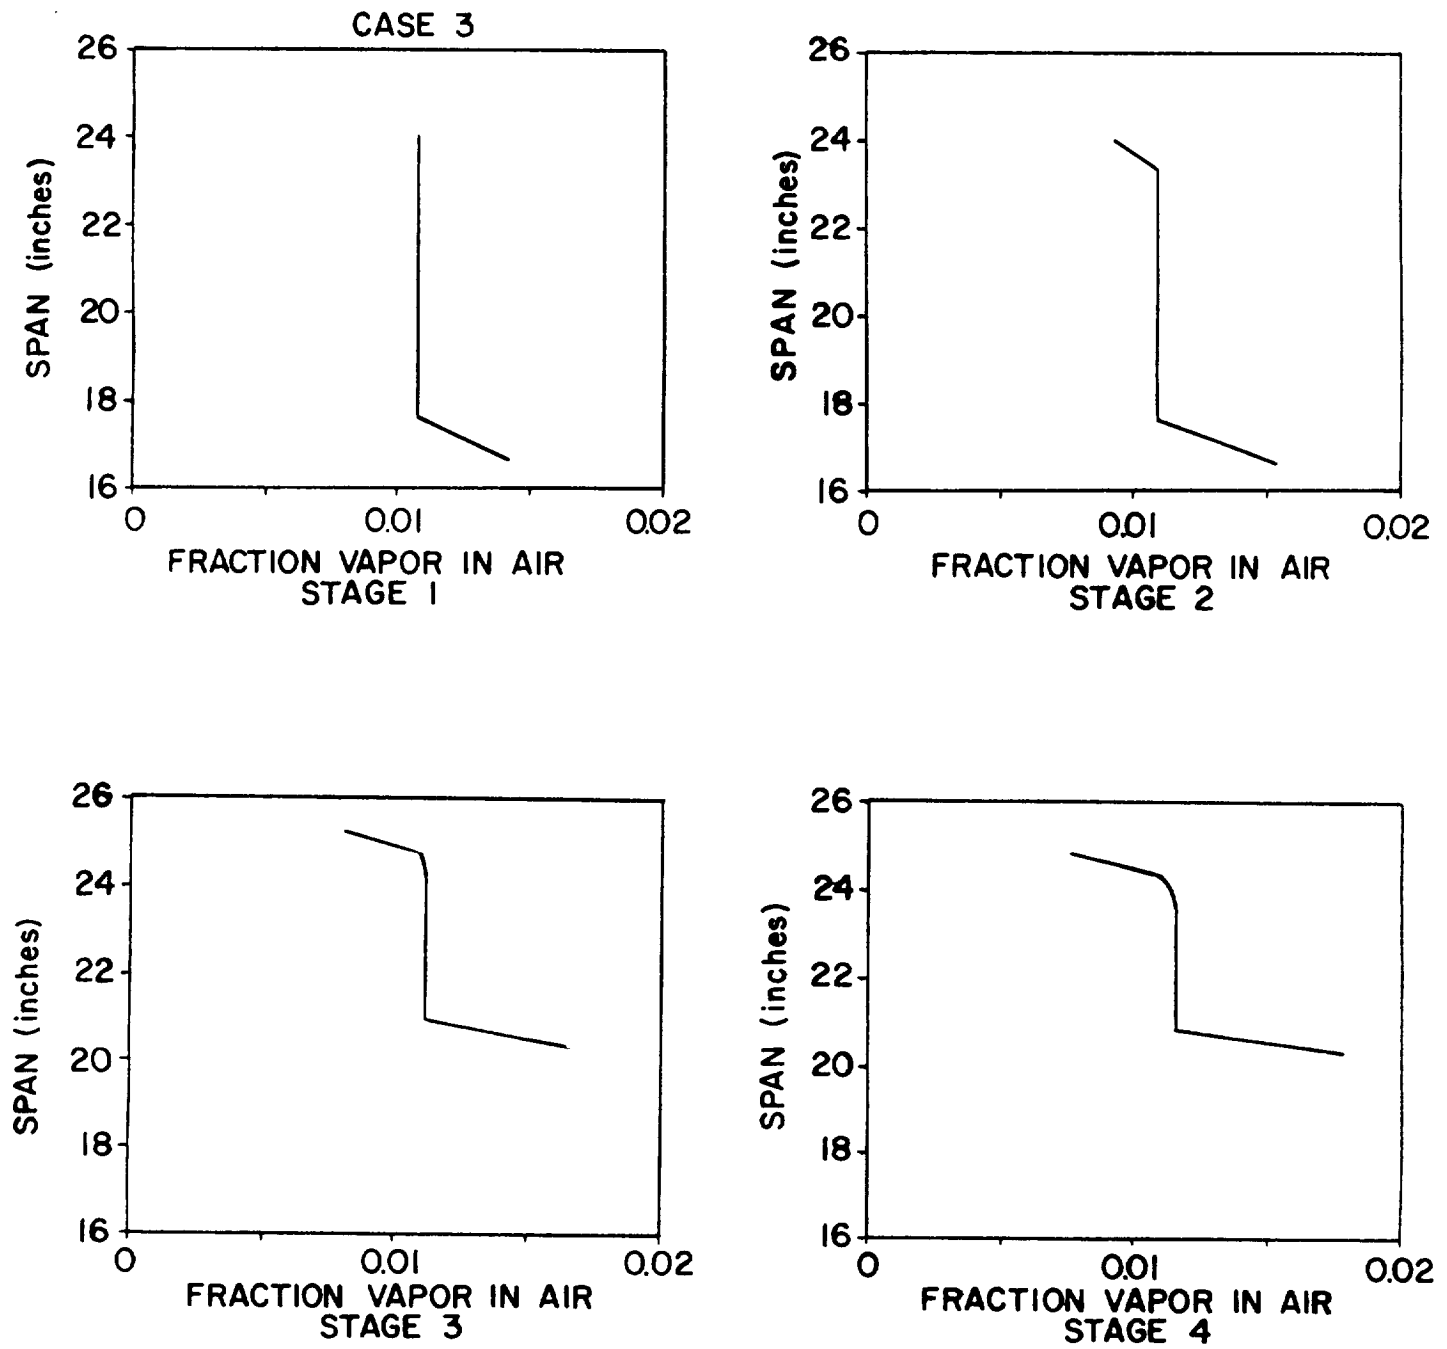 CASE 3
26
24
22
20
18
16
0 0.01 0.02
SPAN (inches)
FRACTION VAPOR IN AIR
STAGE 1
26
24
22
20
18
16
0 0.01 0.02
SPAN (inches)
FRACTION VAPOR IN AIR
STAGE 2
26
24
22
20
18
16
0 0.01 0.02
SPAN (inches)
FRACTION VAPOR IN AIR
STAGE 3
26
24
22
20
18
16
0 0.01 0.02
SPAN (inches)
FRACTION VAPOR IN AIR
STAGE 4